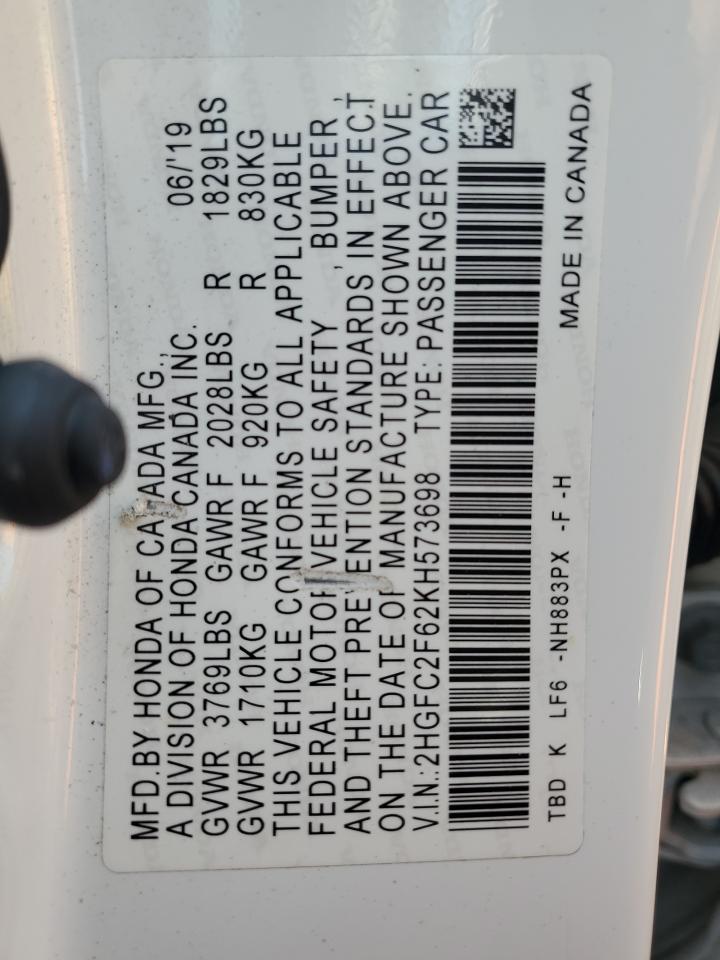 MFD.BY HONDA OF CANADA MFG., 06/'19
A DIVISION OF HONDA CANADA INC.
GVWR 3769LBS GAWR F 2028LBS R 1829LBS
GVWR 1710KG GAWR F 920KG R 830KG
THIS VEHICLE CONFORMS TO ALL APPLICABLE
FEDERAL MOTOR VEHICLE SAFETY , BUMPER ,
AND THEFT PREVENTION STANDARDS IN EFFECT
ON THE DATE OF MANUFACTURE SHOWN ABOVE.
V.I.N.:2HGFC2F62KH573698 TYPE: PASSENGER CAR
TBD K LF6 -NH883PX -F -H MADE IN CANADA